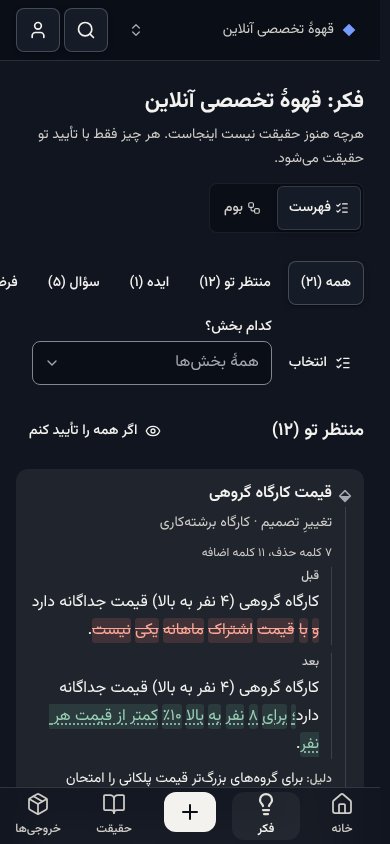 قهوهٔ تخصصی آنلاین
فکر: قهوهٔ تخصصی آنلاین
هرچه هنوز حقیقت نیست اینجاست. هر چیز فقط با تأیید تو
حقیقت می‌شود.
فهرست
بوم
همه (۲۱)
منتظر تو (۱۲)
ایده (۱)
سؤال (۵)
کدام بخش؟
انتخاب
همهٔ بخش‌ها
منتظر تو (۱۲)
اگر همه را تأیید کنم
قیمت کارگاه گروهی
تغییرِ تصمیم · کارگاه برشته‌کاری
۷ کلمه حذف، ۱۱ کلمه اضافه
قبل
کارگاه گروهی (۴ نفر به بالا) قیمت جداگانه دارد
و با قیمت اشتراک ماهانه یکی نیست.
بعد
کارگاه گروهی (۴ نفر به بالا) قیمت جداگانه
دارد؛ برای ۸ نفر به بالا ۱۰٪ کمتر از قیمت هر
نفر.
دلیل: برای گروه‌های بزرگ‌تر قیمت پلکانی را امتحان
خانه
فکر
حقیقت
خروجی‌ها